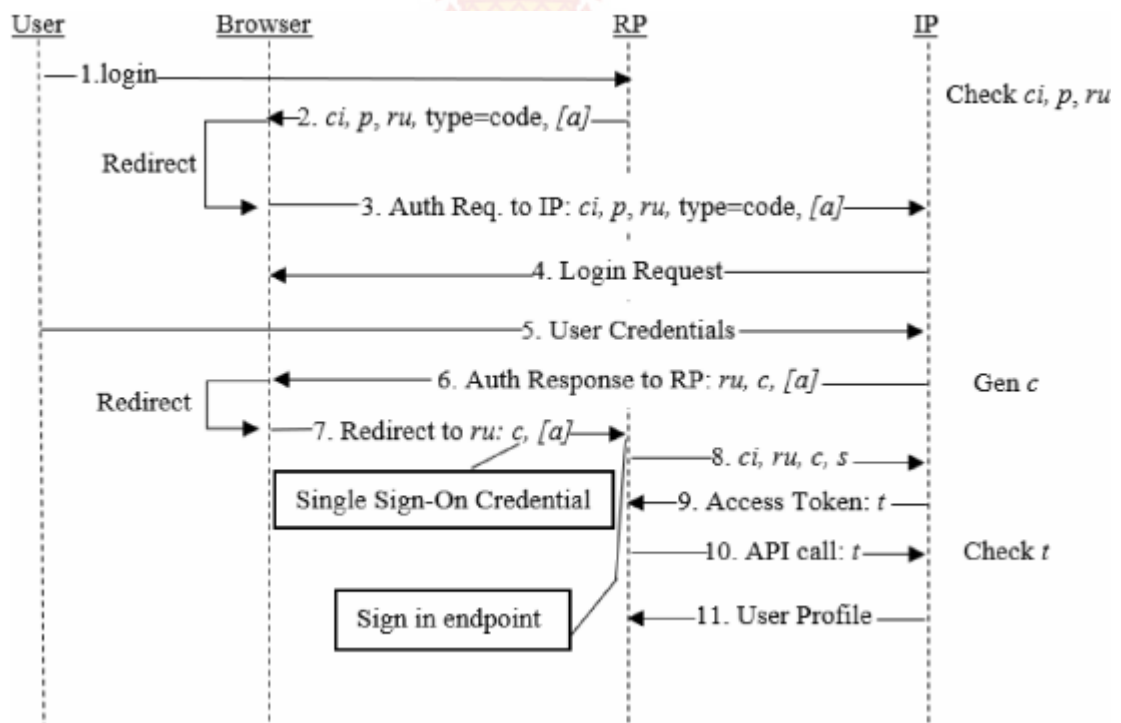 User Browser RP IP
1.login
Check ci, p, ru
2. ci, p, ru, type=code, [a]
Redirect
3. Auth Req. to IP: ci, p, ru, type=code, [a]
4. Login Request
5. User Credentials
6. Auth Response to RP: ru, c, [a]
Gen c
Redirect
7. Redirect to ru: c, [a]
8. ci, ru, c, s
Single Sign-On Credential
9. Access Token: t
10. API call: t
Check t
Sign in endpoint
11. User Profile